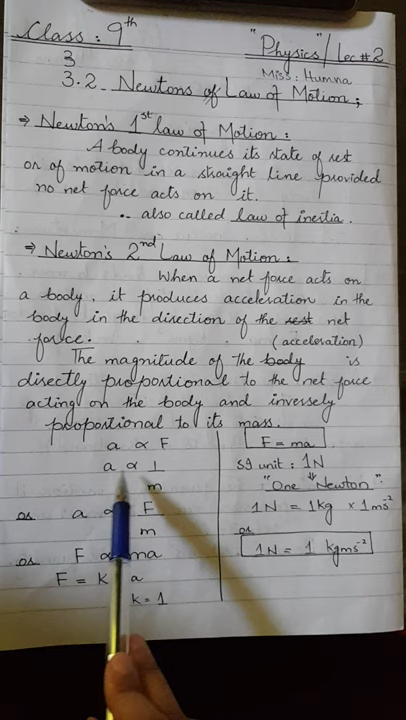 Class : 9th
"Physics" / Lec # 2
3
Miss : Humna
3.2. Newtons of Law of Motion ;
⇒ Newton's 1st law of Motion :
A body continues its state of rest
or of motion in a straight line provided
no net force acts on it.
∴ also called law of inertia .
⇒ Newton's 2nd Law of Motion :
When a net force acts on
a body, it produces acceleration in the
body in the direction of the rest net
force.
(acceleration)
The magnitude of the body is
directly proportional to the net force
acting on the body and inversely
proportional to its mass.
a ∝ F
a ∝ 1
m
or a ∝ F
m
or F ∝ ma
F = k a
k = 1
F = ma
SI unit : 1N
"One Newton" :
1N = 1kg × 1ms⁻²
or
1N = 1 kgms⁻²